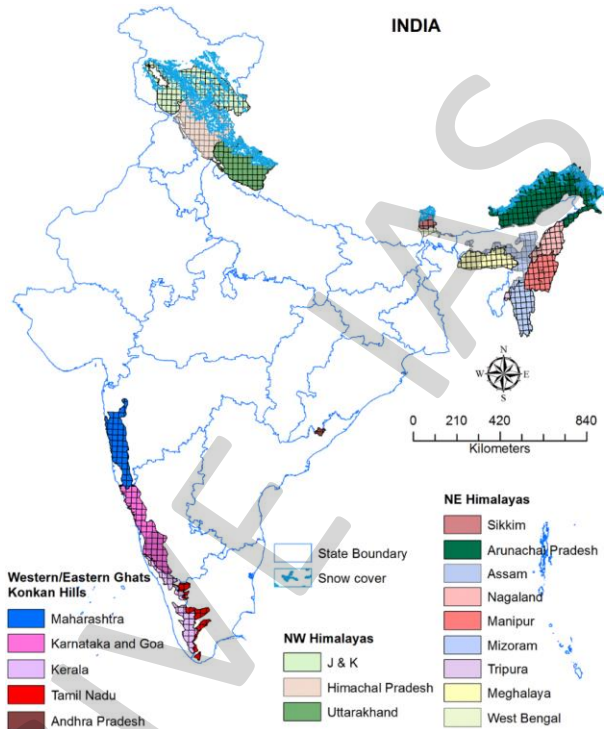 INDIA
N
W E
S
0 210 420 840
Kilometers
Western/Eastern Ghats
Konkan Hills
Maharashtra
Karnataka and Goa
Kerala
Tamil Nadu
Andhra Pradesh
State Boundary
Snow cover
NW Himalayas
J & K
Himachal Pradesh
Uttarakhand
NE Himalayas
Sikkim
Arunachal Pradesh
Assam
Nagaland
Manipur
Mizoram
Tripura
Meghalaya
West Bengal